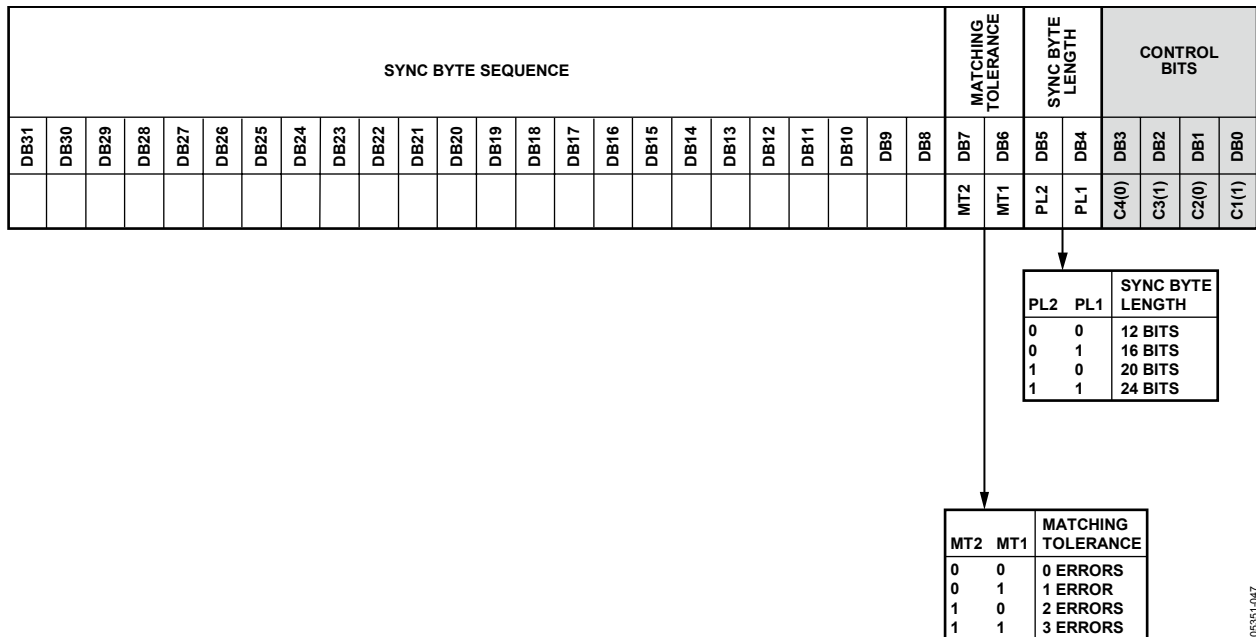 SYNC BYTE SEQUENCE
MATCHING
TOLERANCE
SYNC BYTE
LENGTH
CONTROL
BITS
DB31 DB30 DB29 DB28 DB27 DB26 DB25 DB24 DB23 DB22 DB21 DB20 DB19 DB18 DB17 DB16 DB15 DB14 DB13 DB12 DB11 DB10 DB9 DB8 DB7 DB6 DB5 DB4 DB3 DB2 DB1 DB0
MT2 MT1 PL2 PL1 C4(0) C3(1) C2(0) C1(1)
PL2 PL1 SYNC BYTE
LENGTH
0 0 12 BITS
0 1 16 BITS
1 0 20 BITS
1 1 24 BITS
MT2 MT1 MATCHING
TOLERANCE
0 0 0 ERRORS
0 1 1 ERROR
1 0 2 ERRORS
1 1 3 ERRORS
05351-047